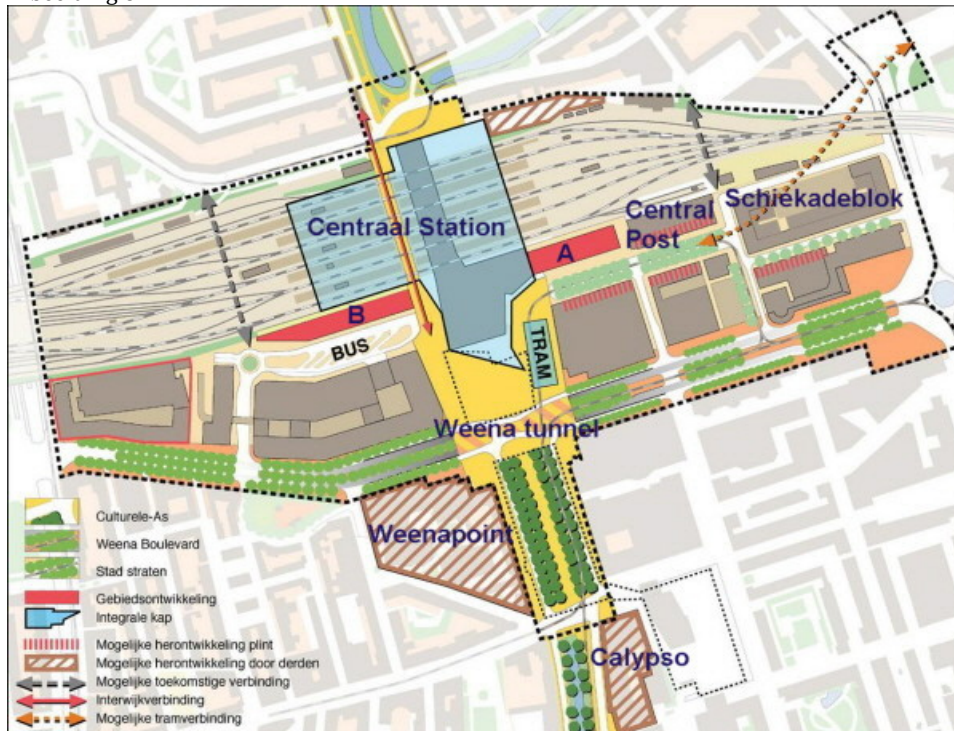 Centraal Station
A
Central
Post
Schiekadeblok
B
BUS
TRAM
Weena tunnel
Weenapoint
Calypso
Culturele-As
Weena Boulevard
Stad straten
Gebiedsontwikkeling
Integrale kap
Mogelijke herontwikkeling plint
Mogelijke herontwikkeling door derden
Mogelijke toekomstige verbinding
Interwijkverbinding
Mogelijke tramverbinding